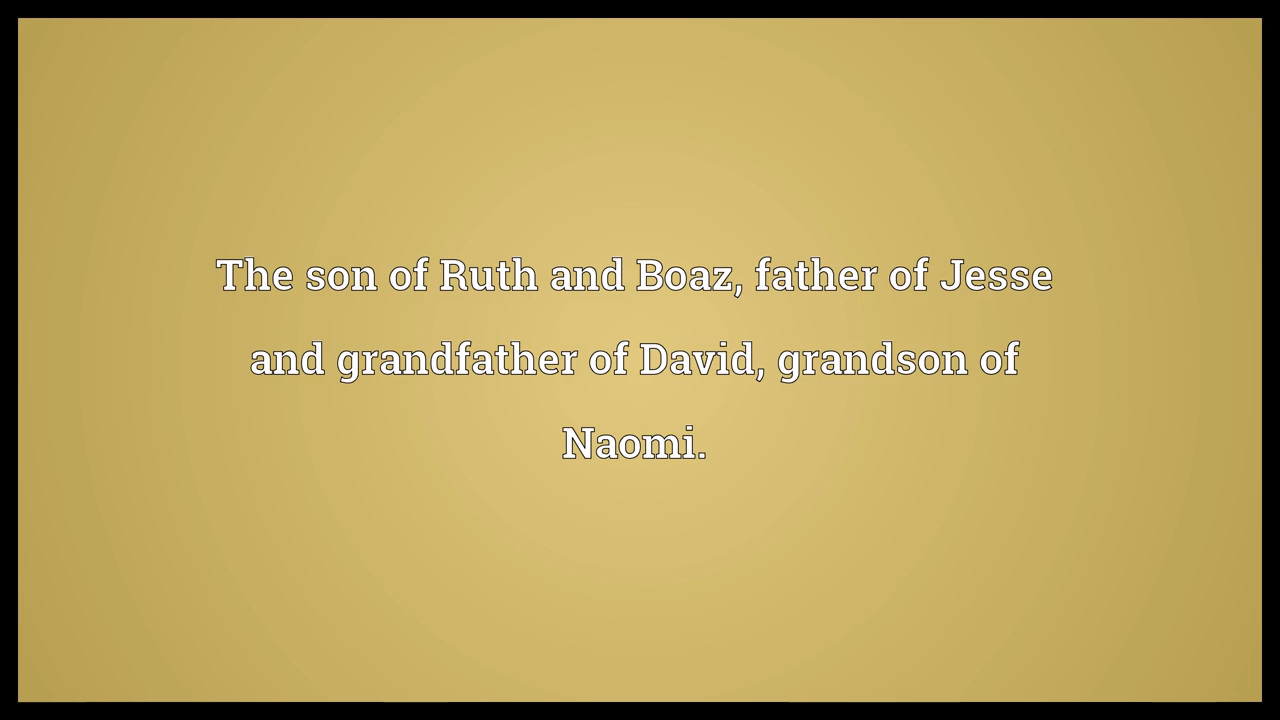 The son of Ruth and Boaz, father of Jesse
and grandfather of David, grandson of
Naomi.